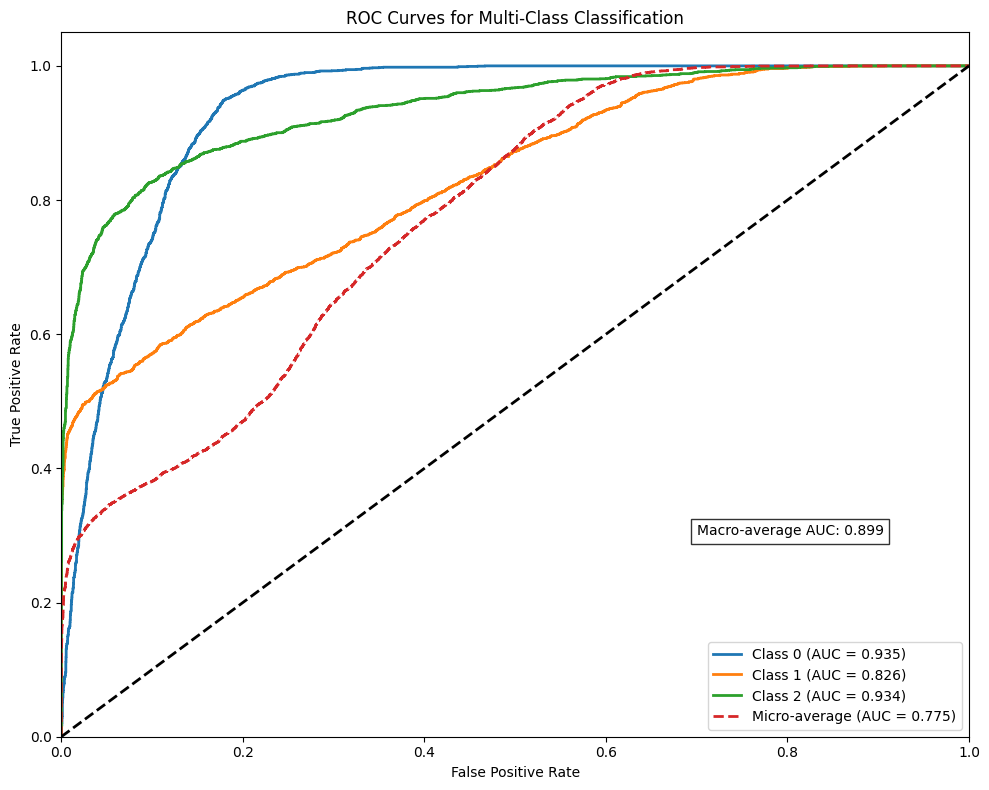 ROC Curves for Multi-Class Classification
True Positive Rate
1.0
0.8
0.6
0.4
0.2
0.0
Macro-average AUC: 0.899
Class 0 (AUC = 0.935)
Class 1 (AUC = 0.826)
Class 2 (AUC = 0.934)
Micro-average (AUC = 0.775)
0.0 0.2 0.4 0.6 0.8 1.0
False Positive Rate